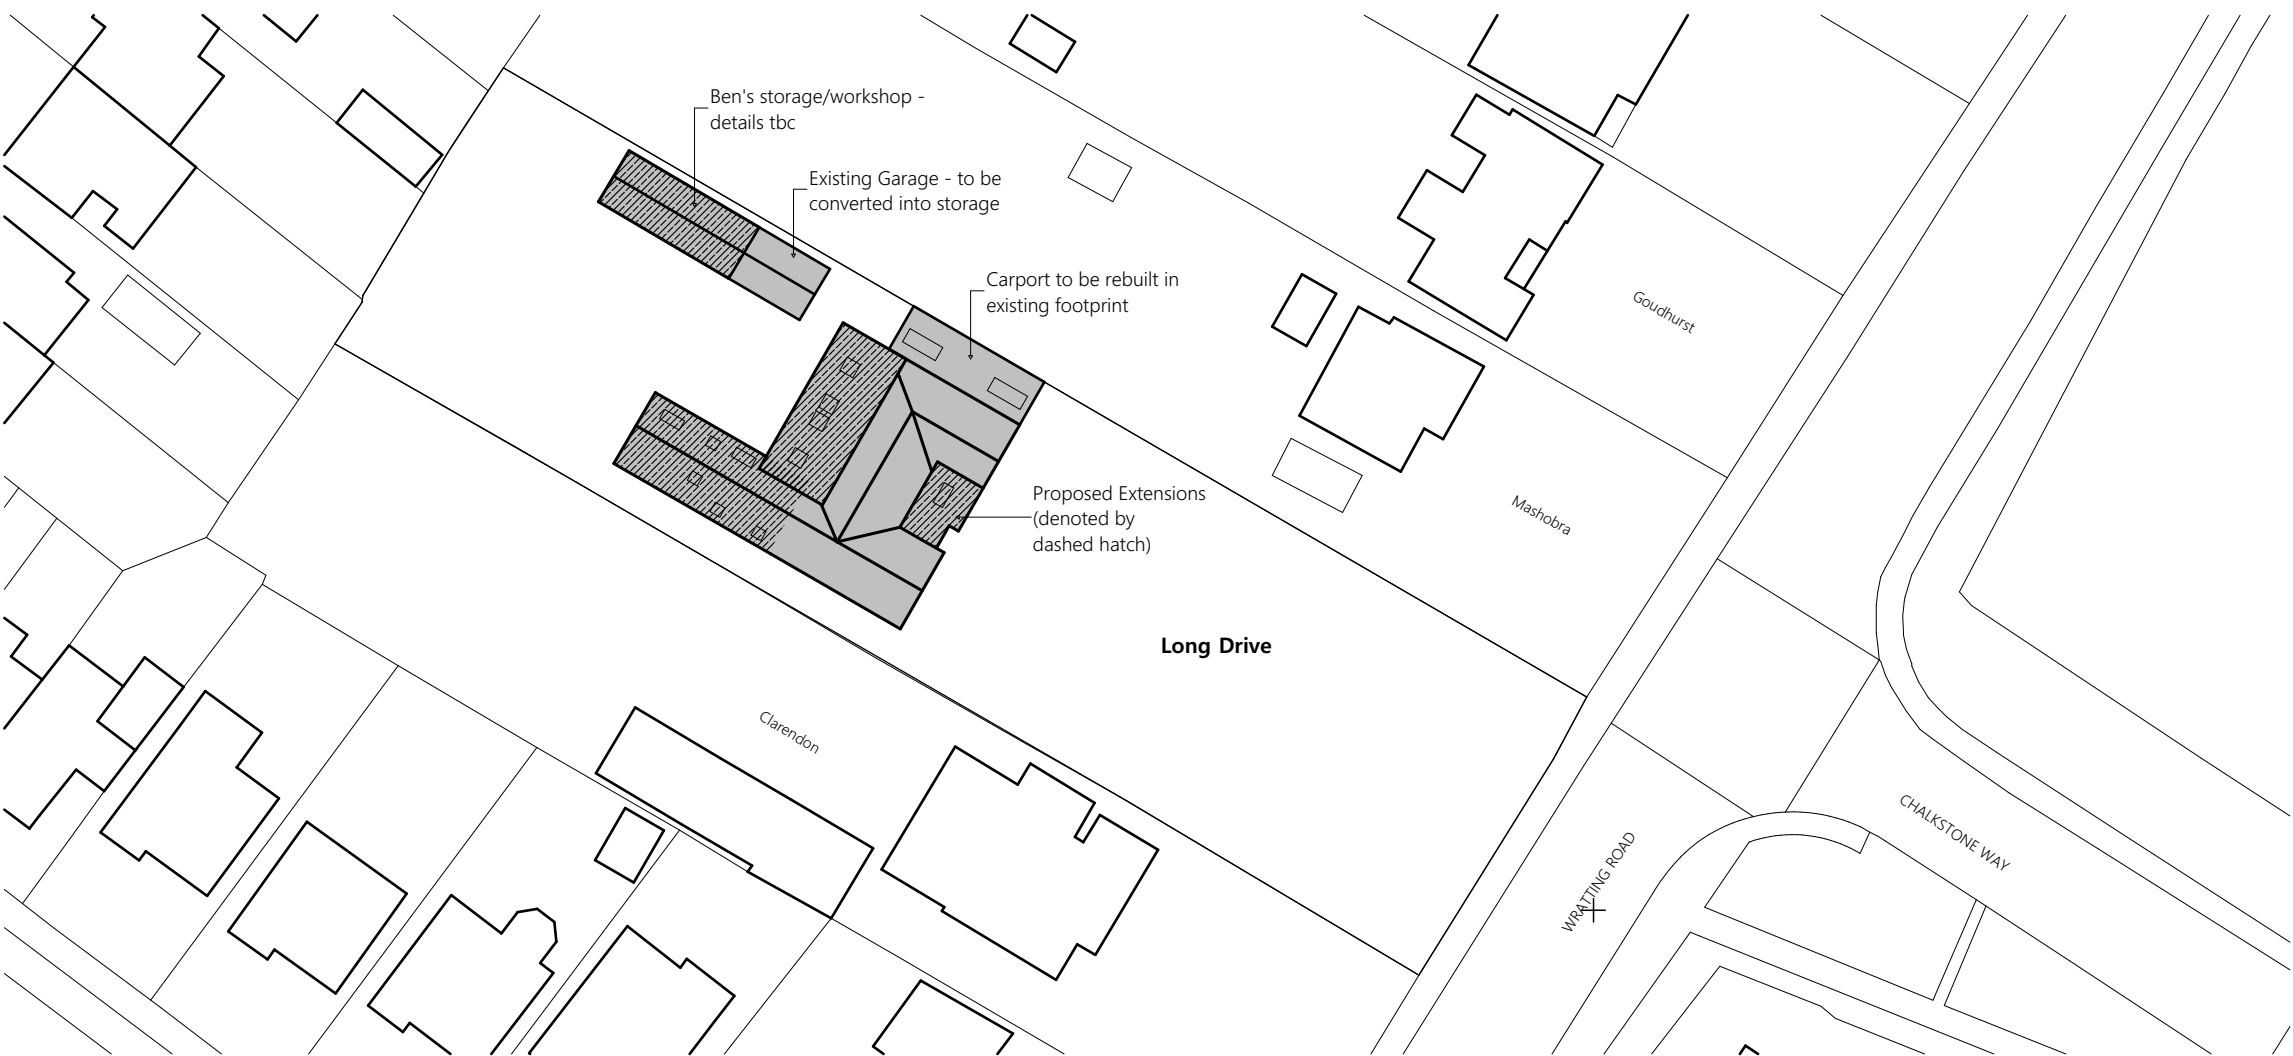 Ben's storage/workshop -
details tbc
Existing Garage - to be
converted into storage
Carport to be rebuilt in
existing footprint
Goudhurst
Proposed Extensions
(denoted by
dashed hatch)
Mashobra
Long Drive
Clarendon
WRATTING ROAD
CHALKSTONE WAY